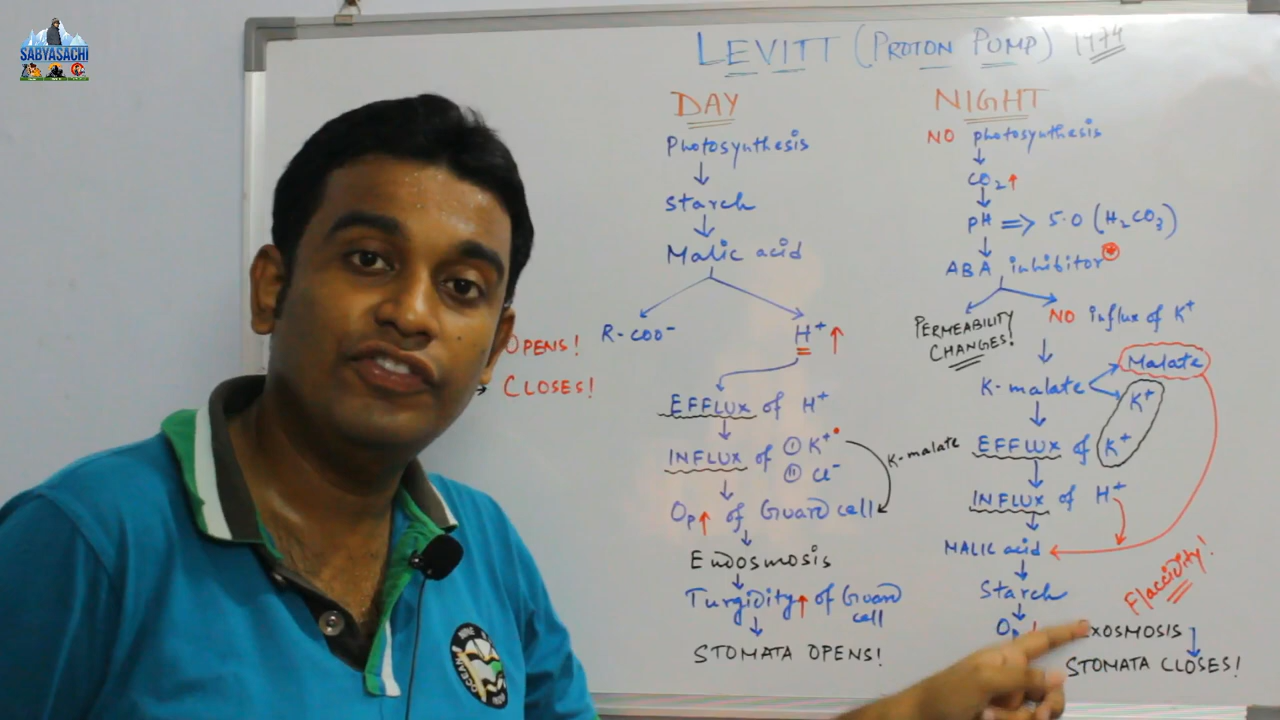 SABYASACHI
LEVITT (PROTON PUMP) 1974
DAY
Photosynthesis
↓
Starch
↓
Malic acid
R-COO⁻ H⁺↑
EFFLUX of H⁺
↓
INFLUX of ① K⁺
⑪ Cl⁻
↓
OP↑ of Guard cell
K-malate
↓
Endosmosis
↓
Turgidity↑ of Guard
cell
↓
STOMATA OPENS!
OPENS!
→ CLOSES!
NIGHT
NO photosynthesis
↓
CO₂↑
↓
pH ⇒ 5.0 (H₂CO₃)
↓
ABA inhibitor*
PERMEABILITY
CHANGES!
NO influx of K⁺
↓
K-malate
Malate
K⁺
↓
EFFLUX of K⁺
↓
INFLUX of H⁺
↓
MALIC acid
↓
Starch
↓
Flaccidity!
STOMATA CLOSES!